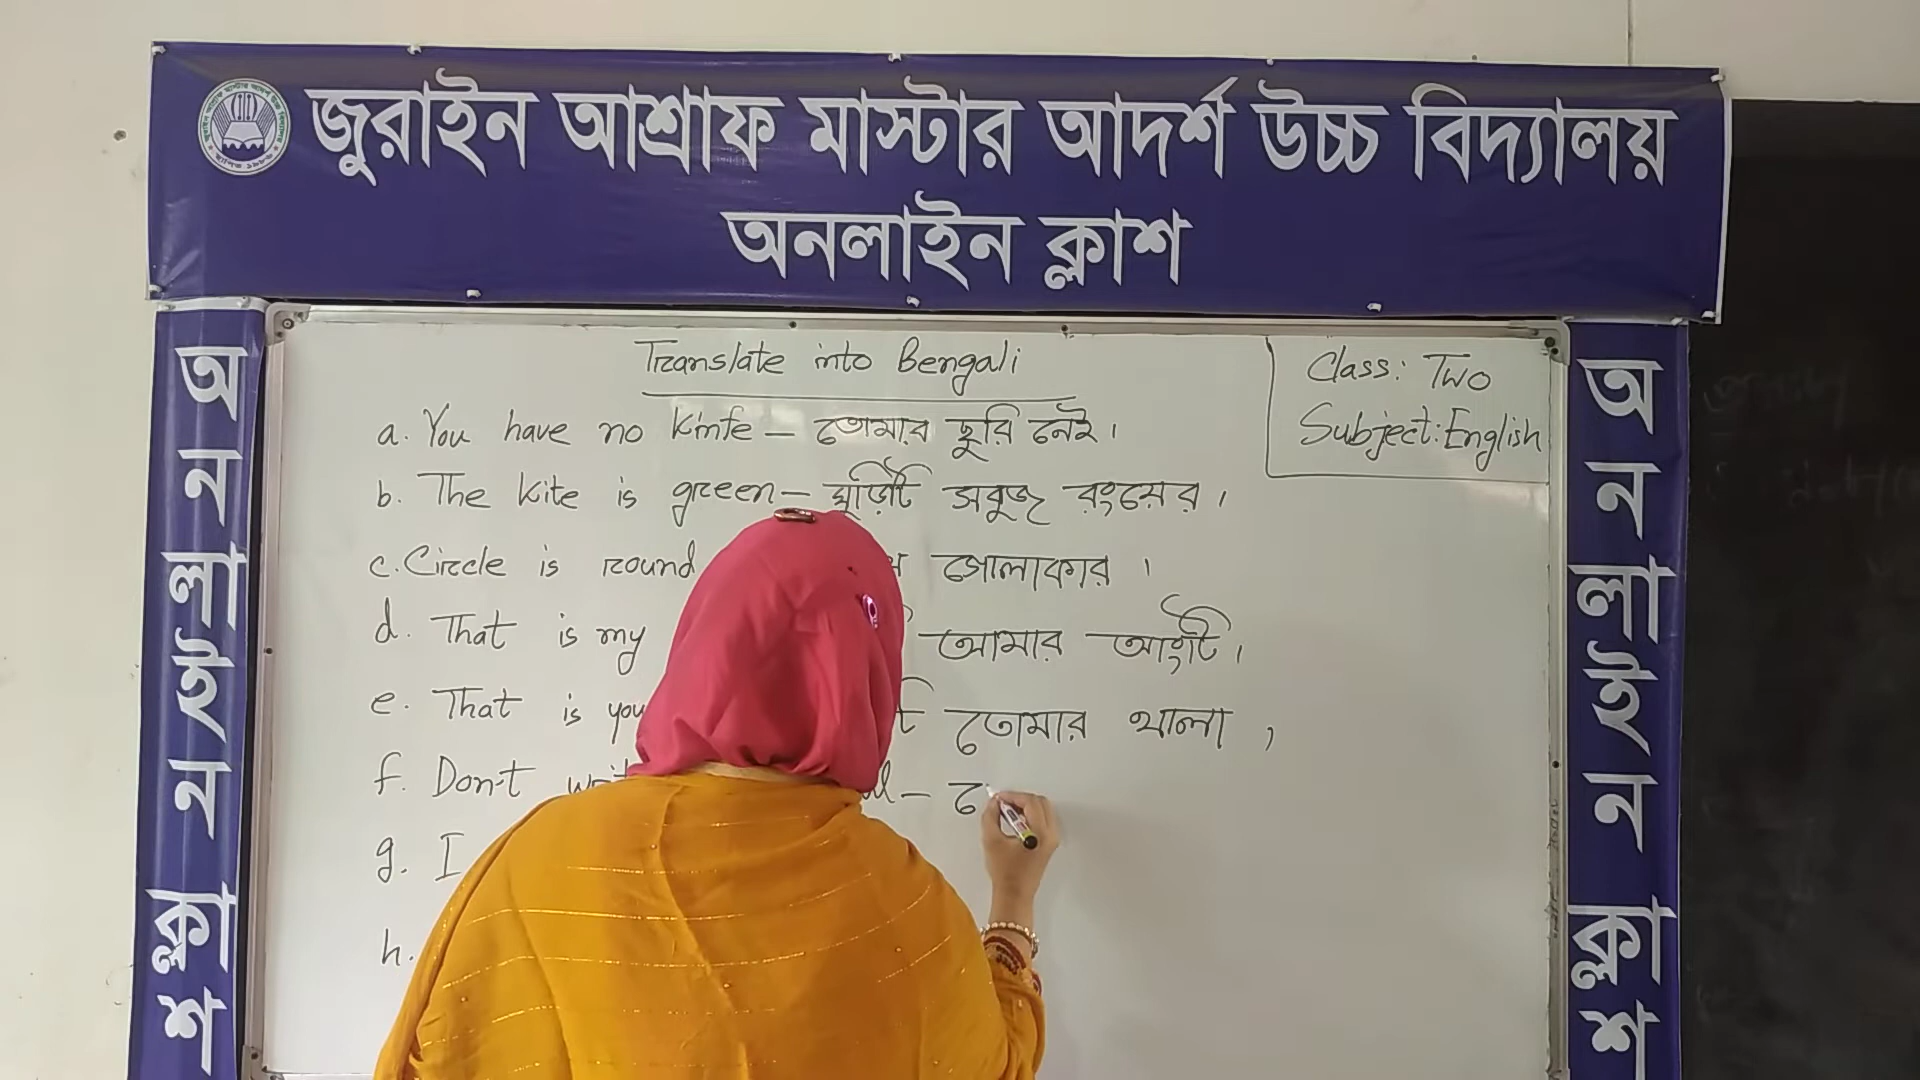 জুরাইন আশ্রাফ মাস্টার আদর্শ উচ্চ বিদ্যালয়
অনলাইন ক্লাশ
অনলাইন ক্লাশ
Translate into Bengali
Class: Two
Subject: English
a. You have no Kinfe – তোমার ছুরি নেই।
b. The Kite is green – ঘুড়িটি সবুজ রংয়ের।
c. Circle is round গোলাকার।
d. That is my আমার আংটি।
e. That is তোমার থালা,
f. Don't
g. I
h.
অনলাইন ক্লাশ